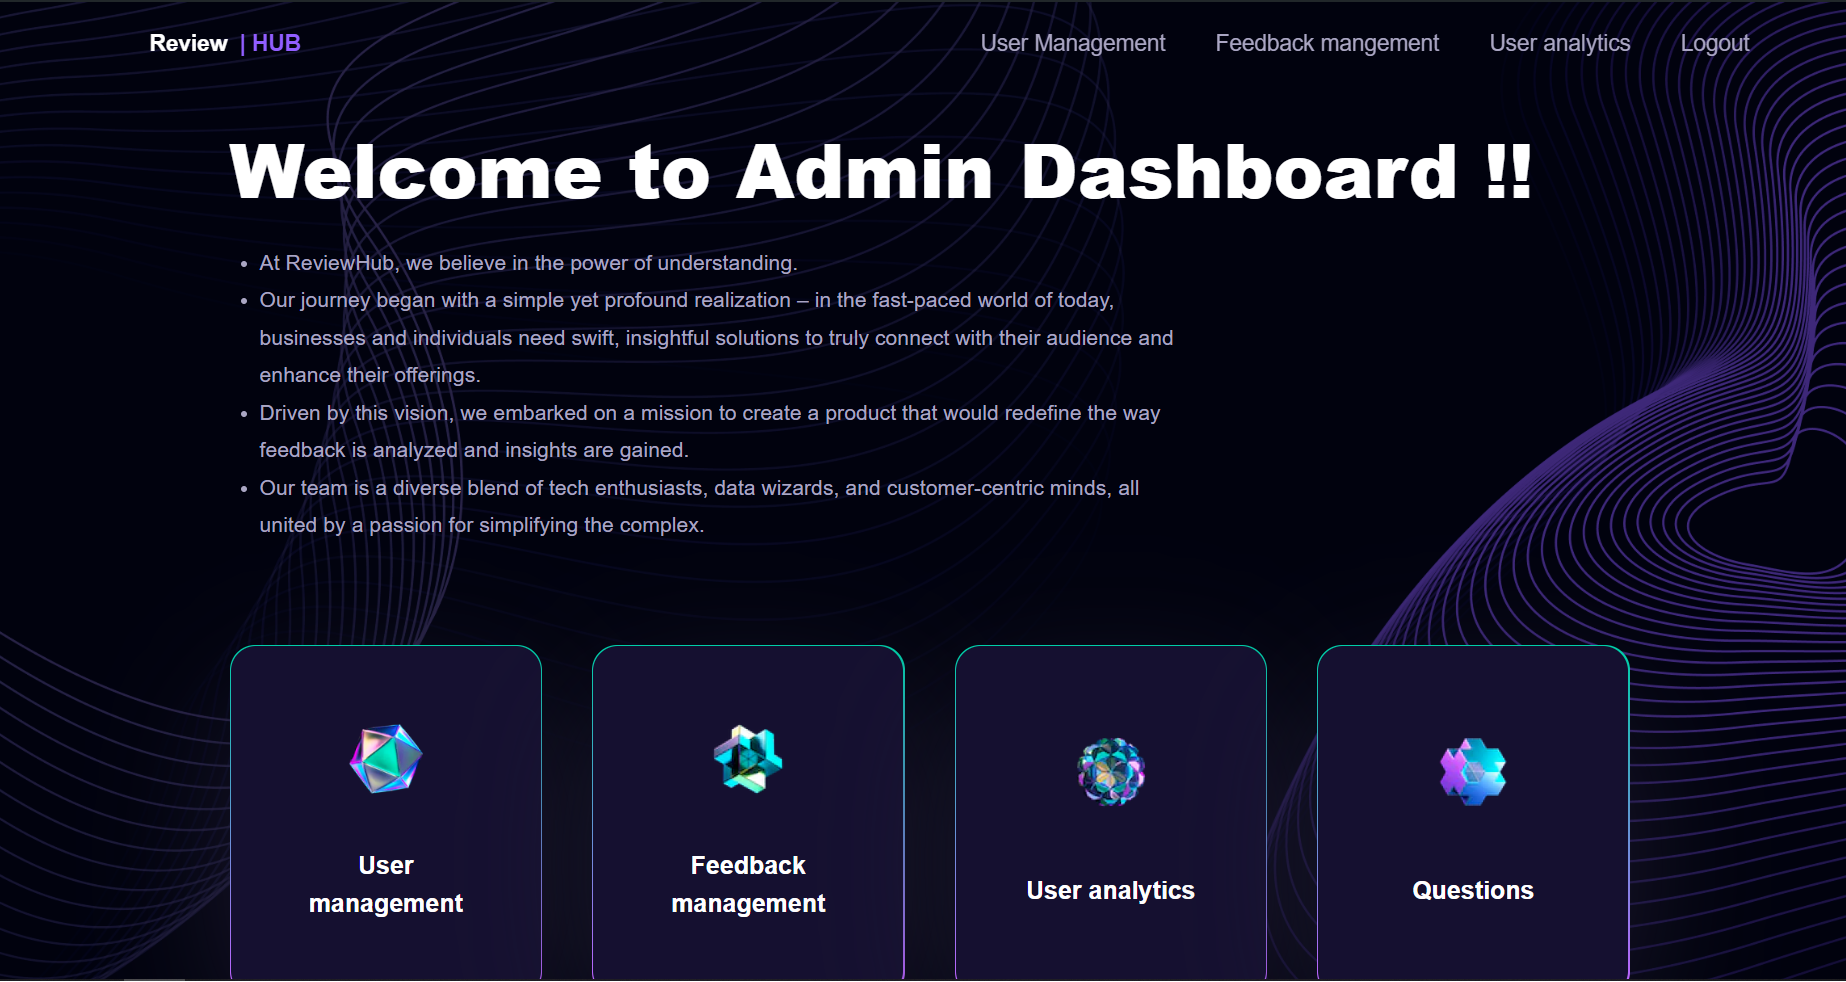 Review | HUB
User Management Feedback mangement User analytics Logout
Welcome to Admin Dashboard !!
• At ReviewHub, we believe in the power of understanding.
• Our journey began with a simple yet profound realization – in the fast-paced world of today,
businesses and individuals need swift, insightful solutions to truly connect with their audience and
enhance their offerings.
• Driven by this vision, we embarked on a mission to create a product that would redefine the way
feedback is analyzed and insights are gained.
• Our team is a diverse blend of tech enthusiasts, data wizards, and customer-centric minds, all
united by a passion for simplifying the complex.
User
management
Feedback
management
User analytics
Questions